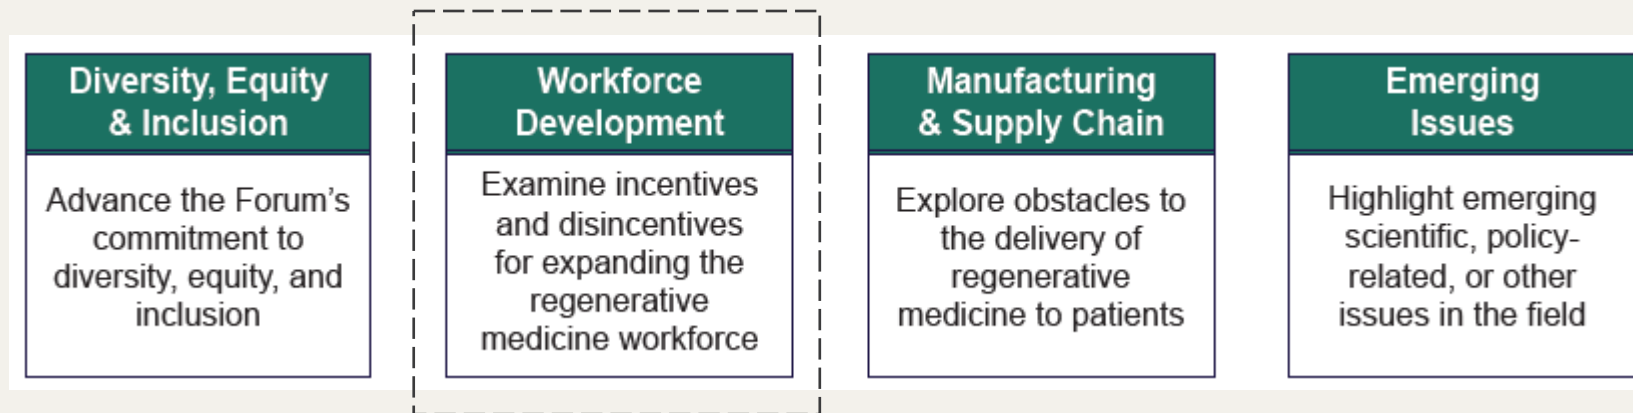 Diversity, Equity
& Inclusion
Advance the Forum's
commitment to
diversity, equity, and
inclusion
Workforce
Development
Examine incentives
and disincentives
for expanding the
regenerative
medicine workforce
Manufacturing
& Supply Chain
Explore obstacles to
the delivery of
regenerative
medicine to patients
Emerging
Issues
Highlight emerging
scientific, policy-
related, or other
issues in the field